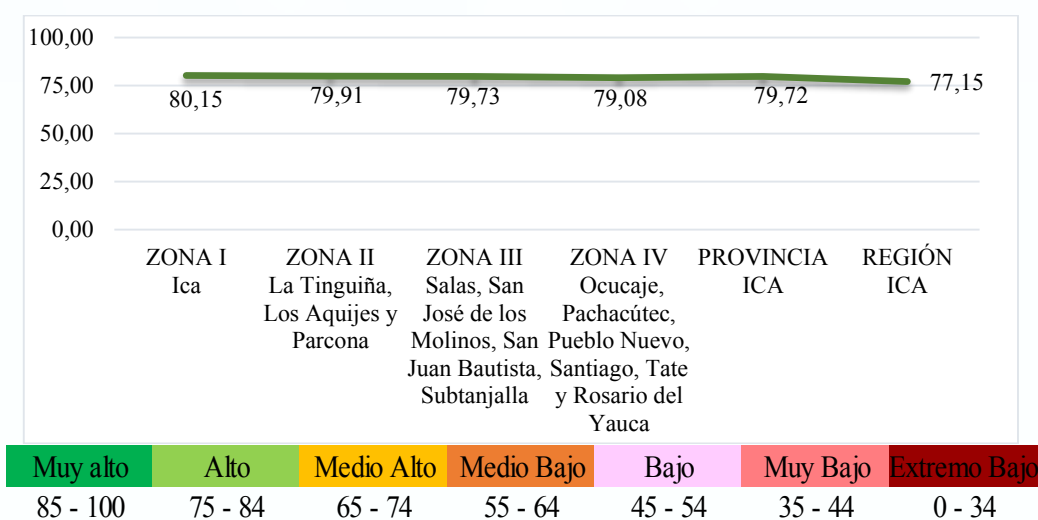 100,00
75,00
50,00
25,00
0,00
80,15
79,91
79,73
79,08
79,72
77,15
ZONA I
Ica
ZONA II
La Tinguiña,
Los Aquijes y
Parcona
ZONA III
Salas, San
José de los
Molinos, San
Juan Bautista,
Subtanjalla
ZONA IV
Ocucaje,
Pachacútec,
Pueblo Nuevo,
Santiago, Tate
y Rosario del
Yauca
PROVINCIA
ICA
REGIÓN
ICA
Muy alto Alto Medio Alto Medio Bajo Bajo Muy Bajo Extremo Bajo
85 - 100 75 - 84 65 - 74 55 - 64 45 - 54 35 - 44 0 - 34